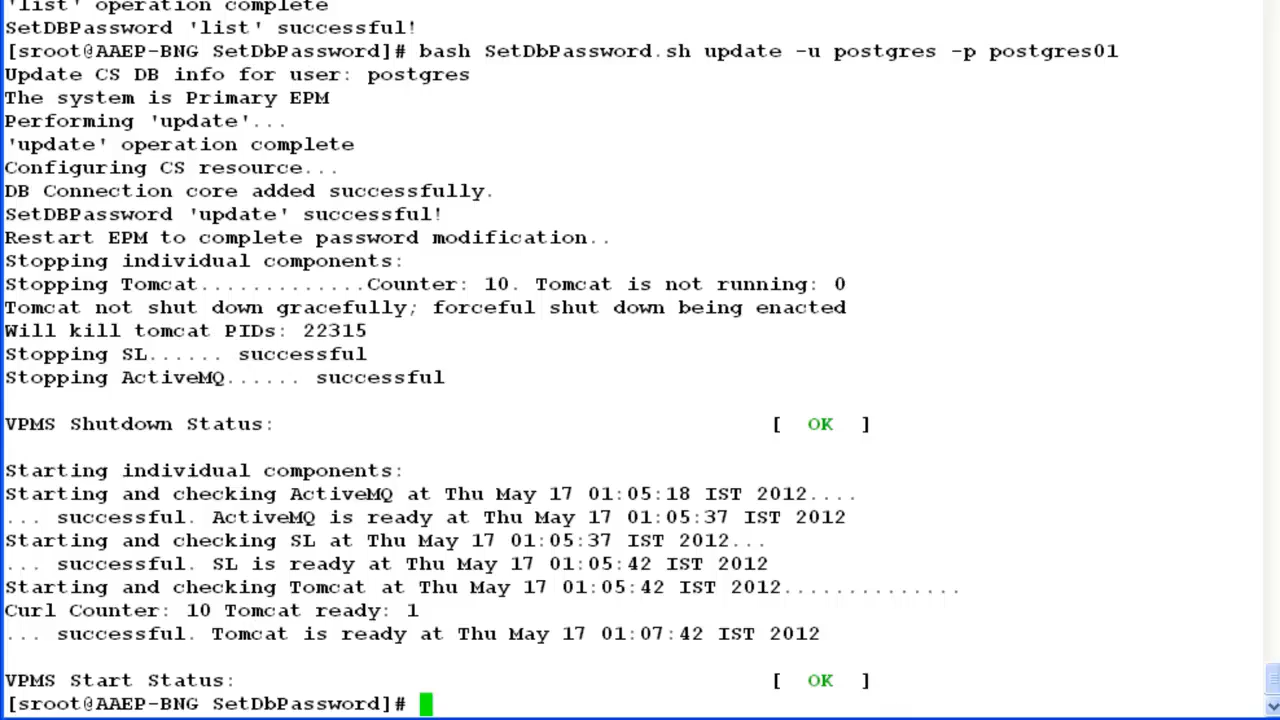 'list' operation complete
SetDBPassword 'list' successful!
[sroot@AAEP-BNG SetDbPassword]# bash SetDbPassword.sh update -u postgres -p postgres01
Update CS DB info for user: postgres
The system is Primary EPM
Performing 'update'...
'update' operation complete
Configuring CS resource...
DB Connection core added successfully.
SetDBPassword 'update' successful!
Restart EPM to complete password modification..
Stopping individual components:
Stopping Tomcat.............Counter: 10. Tomcat is not running: 0
Tomcat not shut down gracefully; forceful shut down being enacted
Will kill tomcat PIDs: 22315
Stopping SL...... successful
Stopping ActiveMQ...... successful
VPMS Shutdown Status: [ OK ]
Starting individual components:
Starting and checking ActiveMQ at Thu May 17 01:05:18 IST 2012....
... successful. ActiveMQ is ready at Thu May 17 01:05:37 IST 2012
Starting and checking SL at Thu May 17 01:05:37 IST 2012...
... successful. SL is ready at Thu May 17 01:05:42 IST 2012
Starting and checking Tomcat at Thu May 17 01:05:42 IST 2012..............
Curl Counter: 10 Tomcat ready: 1
... successful. Tomcat is ready at Thu May 17 01:07:42 IST 2012
VPMS Start Status: [ OK ]
[sroot@AAEP-BNG SetDbPassword]#